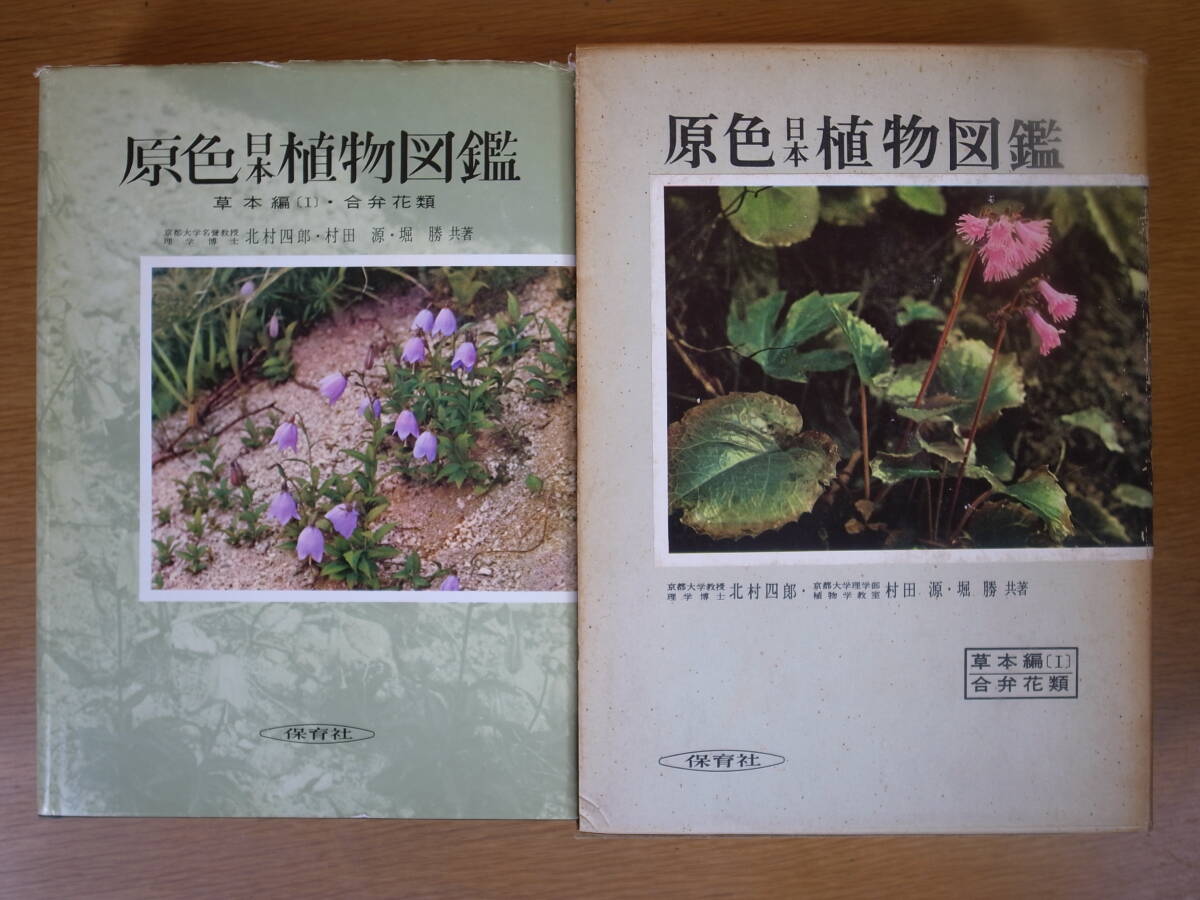 原色日本植物図鑑
草本編〔I〕・合弁花類
京都大学名誉教授
理学博士 北村四郎・村田 源・堀 勝 共著
保育社
原色日本植物図鑑
京都大学教授 京都大学理学部
理学博士 北村四郎・植物学教室 村田 源・堀 勝 共著
草本編〔I〕
合弁花類
保育社